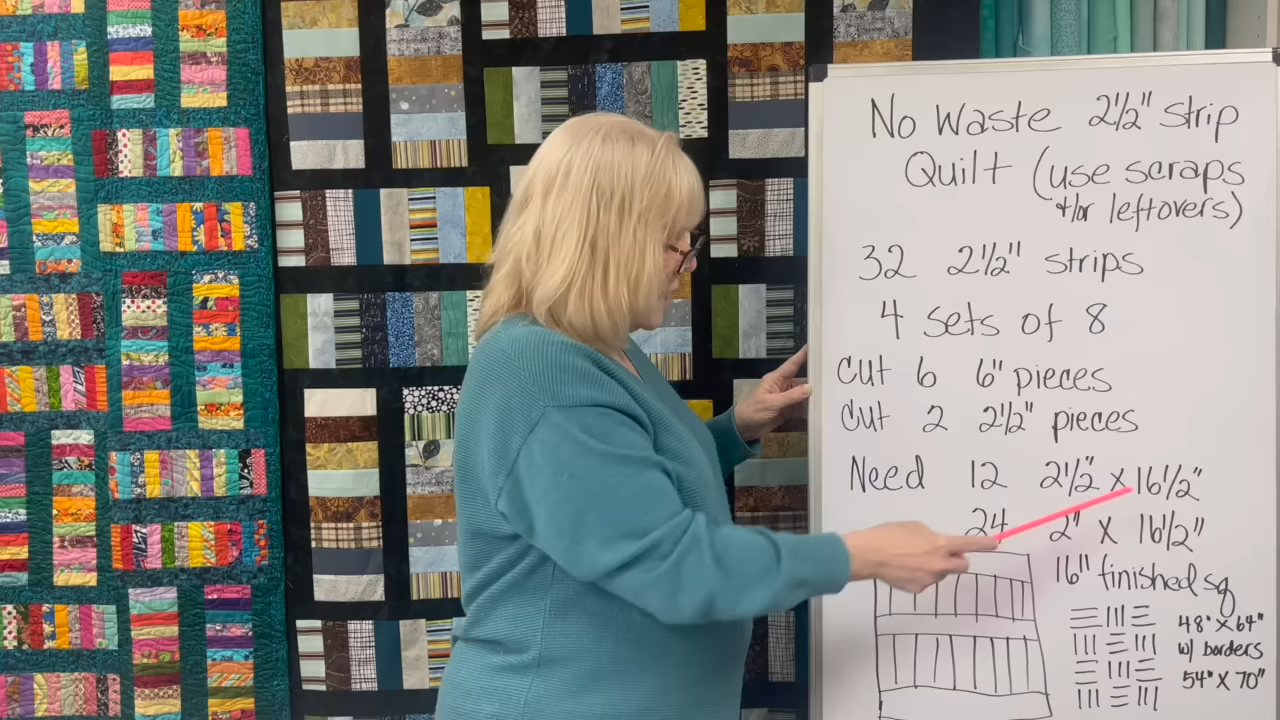 No Waste 2½" strip
Quilt (use scraps
+/or leftovers)
32 2½" strips
4 sets of 8
Cut 6 6" pieces
Cut 2 2½" pieces
Need 12 2½" x 16½"
24 2" x 16½"
16" finished sq
48" x 64"
w/ borders
54" x 70"